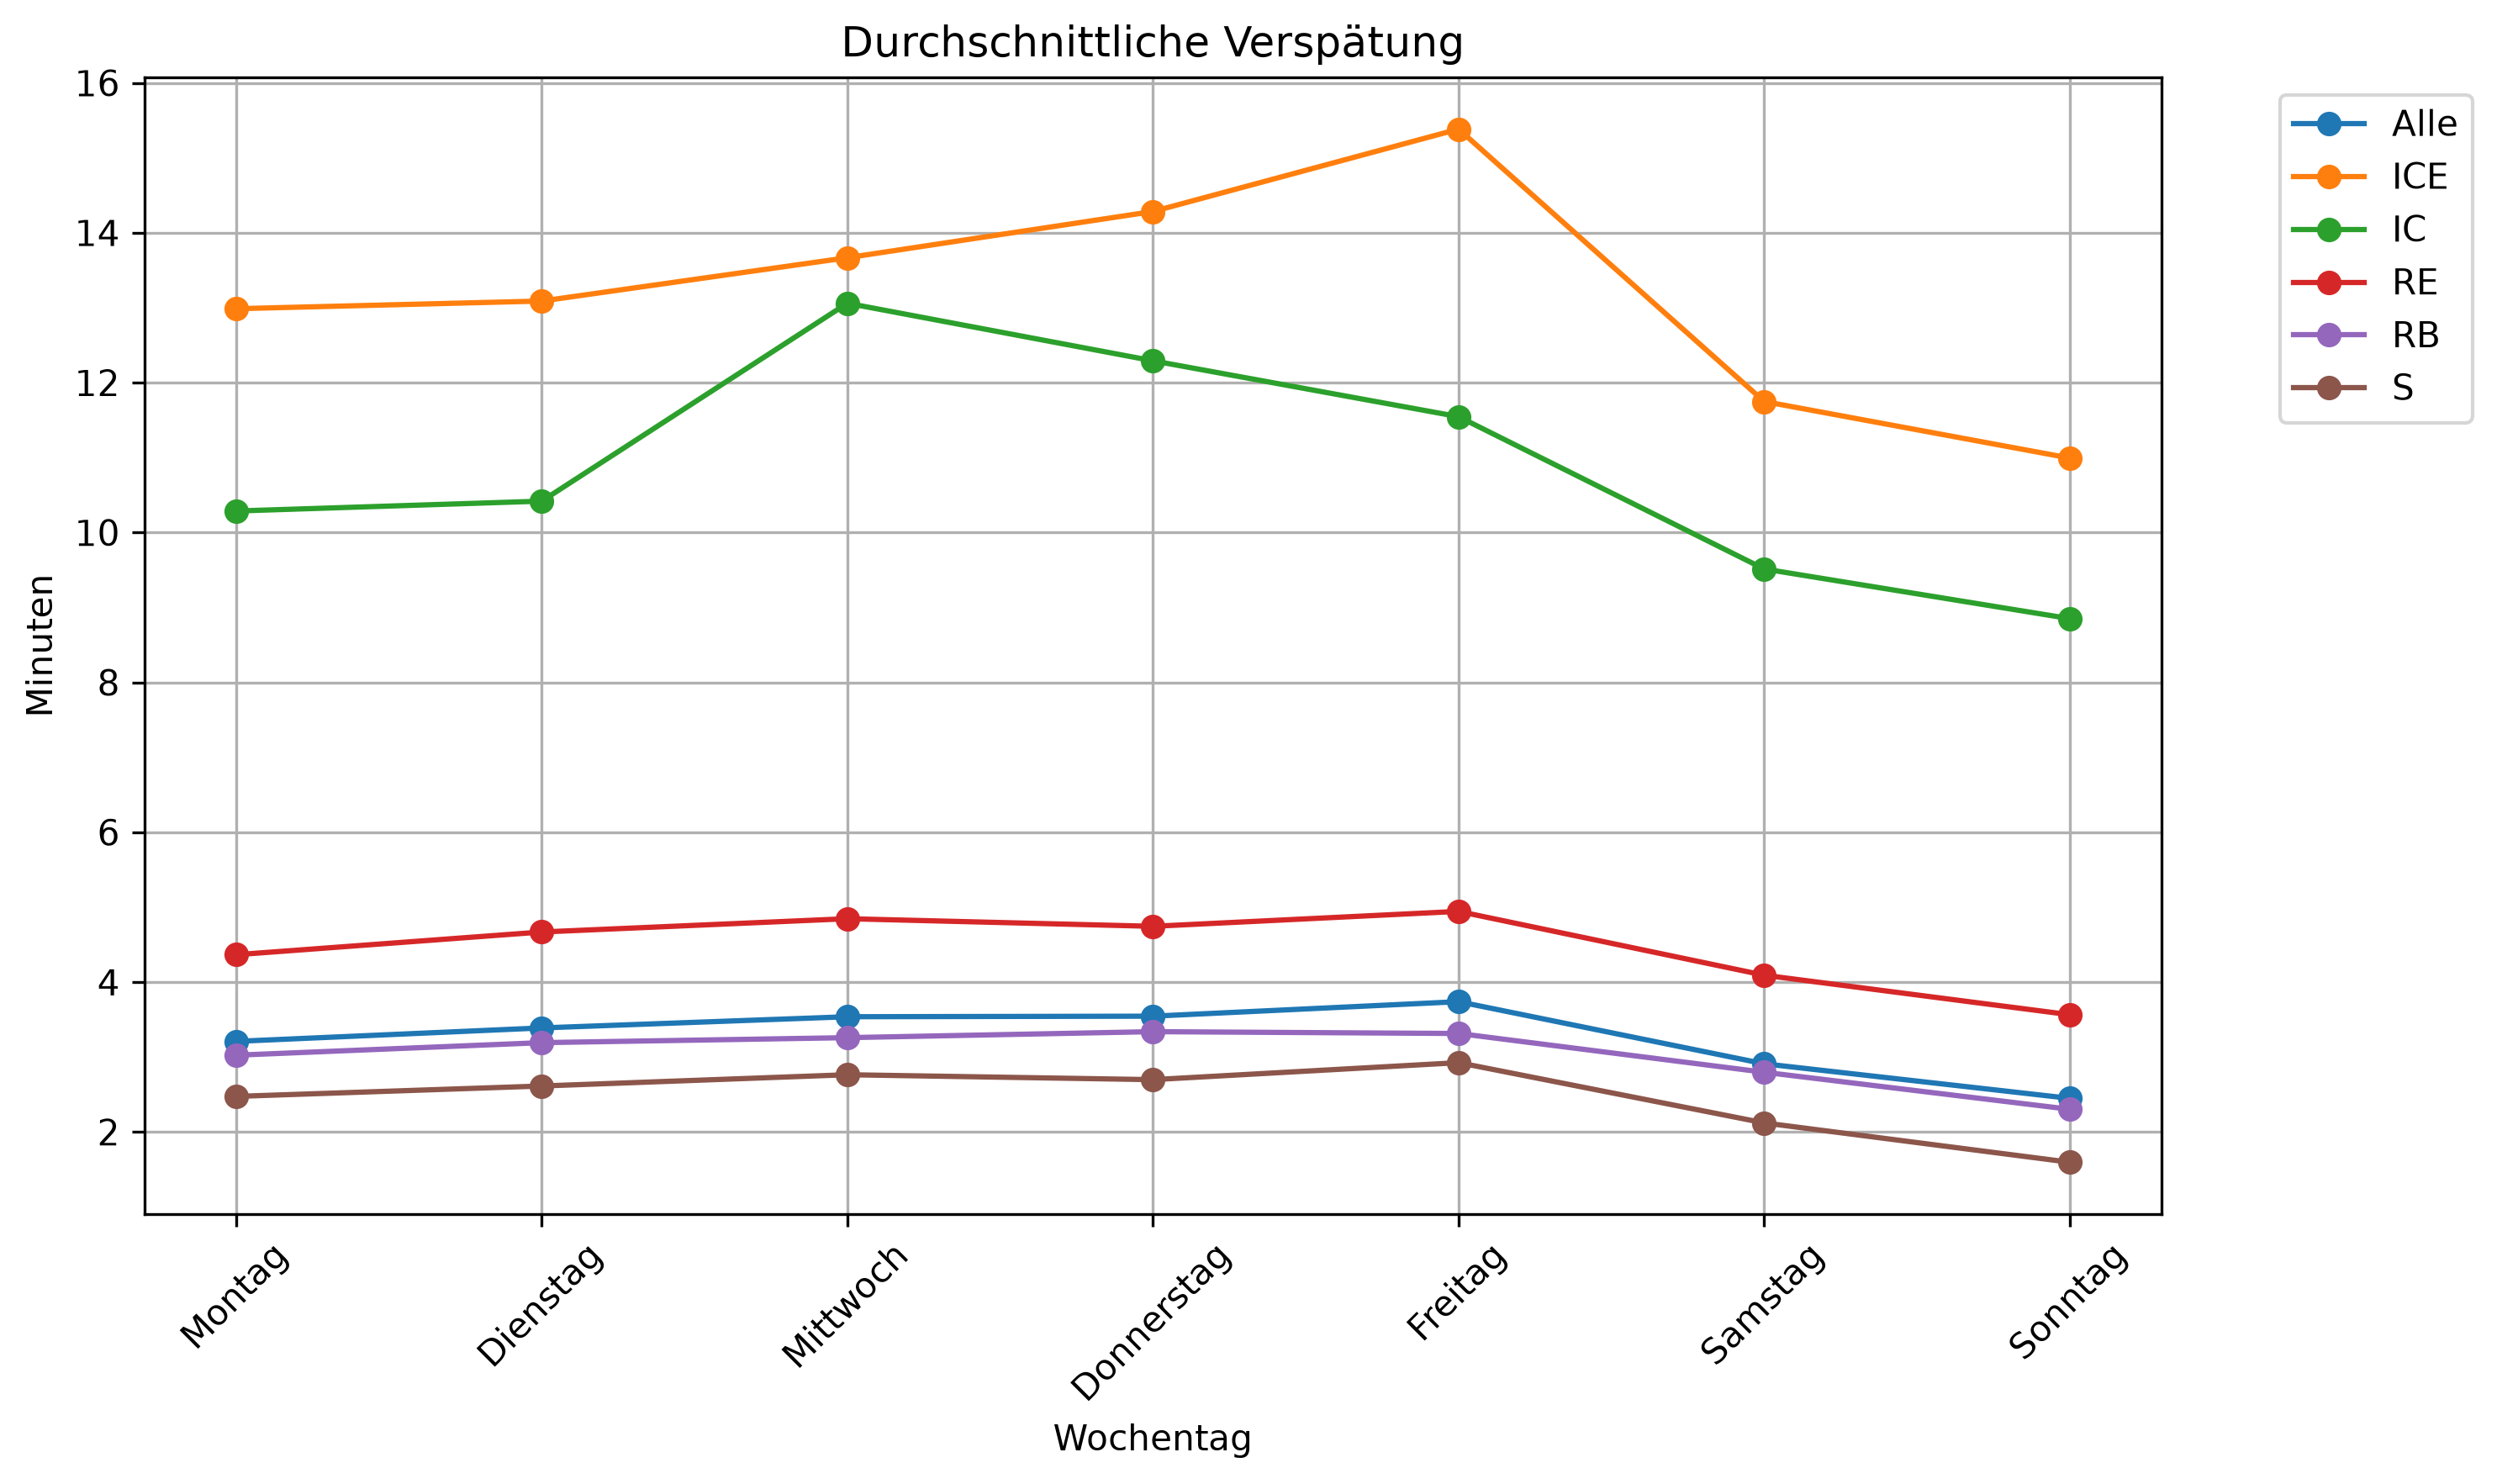 Durchschnittliche Verspätung
16
14
12
10
8
6
4
2
Minuten
Montag
Dienstag
Mittwoch
Donnerstag
Freitag
Samstag
Sonntag
Wochentag
Alle
ICE
IC
RE
RB
S